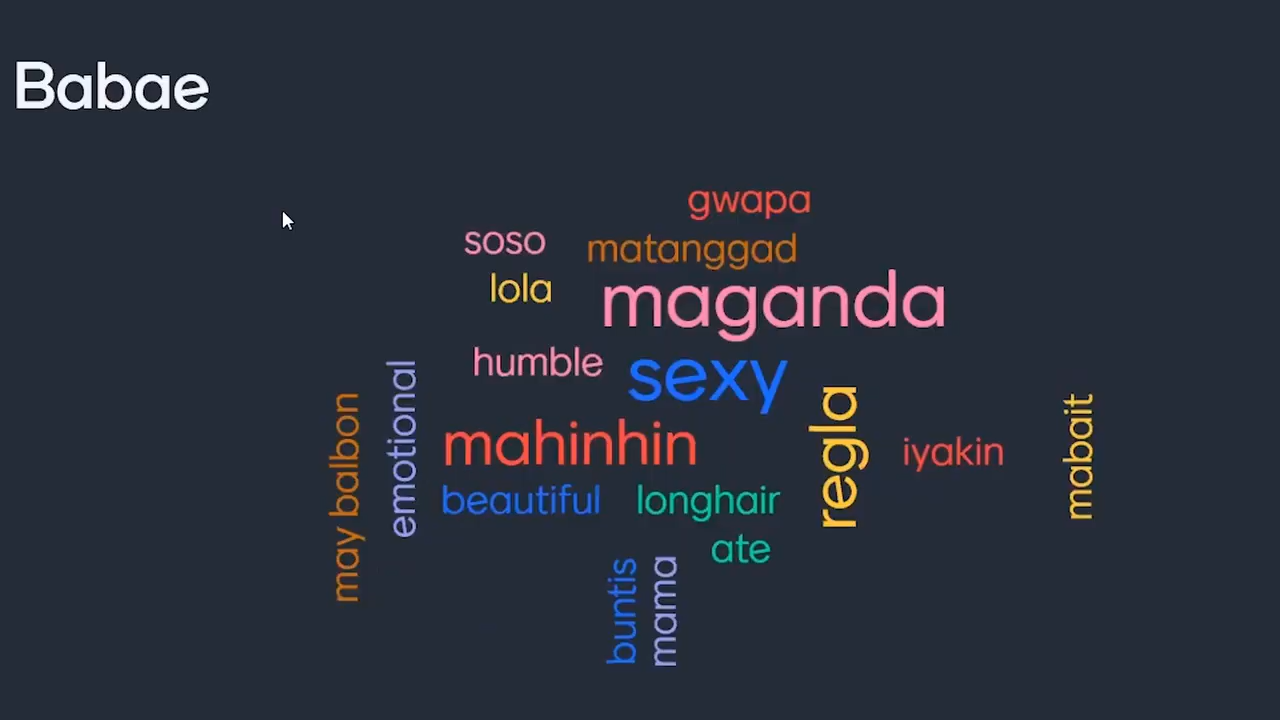 Babae
gwapa
soso
matanggad
lola
maganda
humble
sexy
emotional
may balbon
mahinhin
regla
iyakin
mabait
beautiful
longhair
ate
buntis
mama